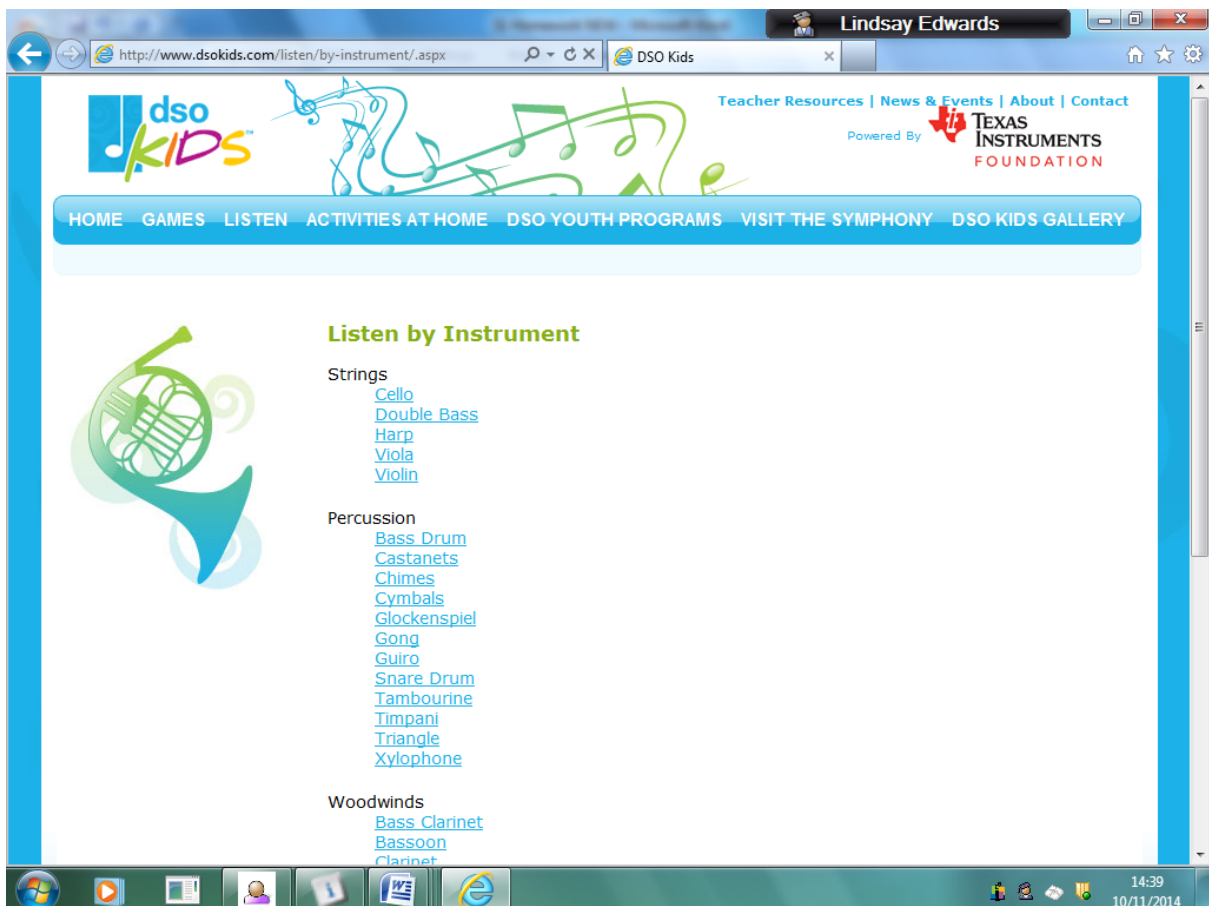 Lindsay Edwards
http://www.dsokids.com/listen/by-instrument/.aspx
DSO Kids
dso
KIDS™
Teacher Resources | News & Events | About | Contact
Powered By
TEXAS
INSTRUMENTS
FOUNDATION
HOME GAMES LISTEN ACTIVITIES AT HOME DSO YOUTH PROGRAMS VISIT THE SYMPHONY DSO KIDS GALLERY
Listen by Instrument
Strings
Cello
Double Bass
Harp
Viola
Violin
Percussion
Bass Drum
Castanets
Chimes
Cymbals
Glockenspiel
Gong
Guiro
Snare Drum
Tambourine
Timpani
Triangle
Xylophone
Woodwinds
Bass Clarinet
Bassoon
Clarinet
14:39
10/11/2014